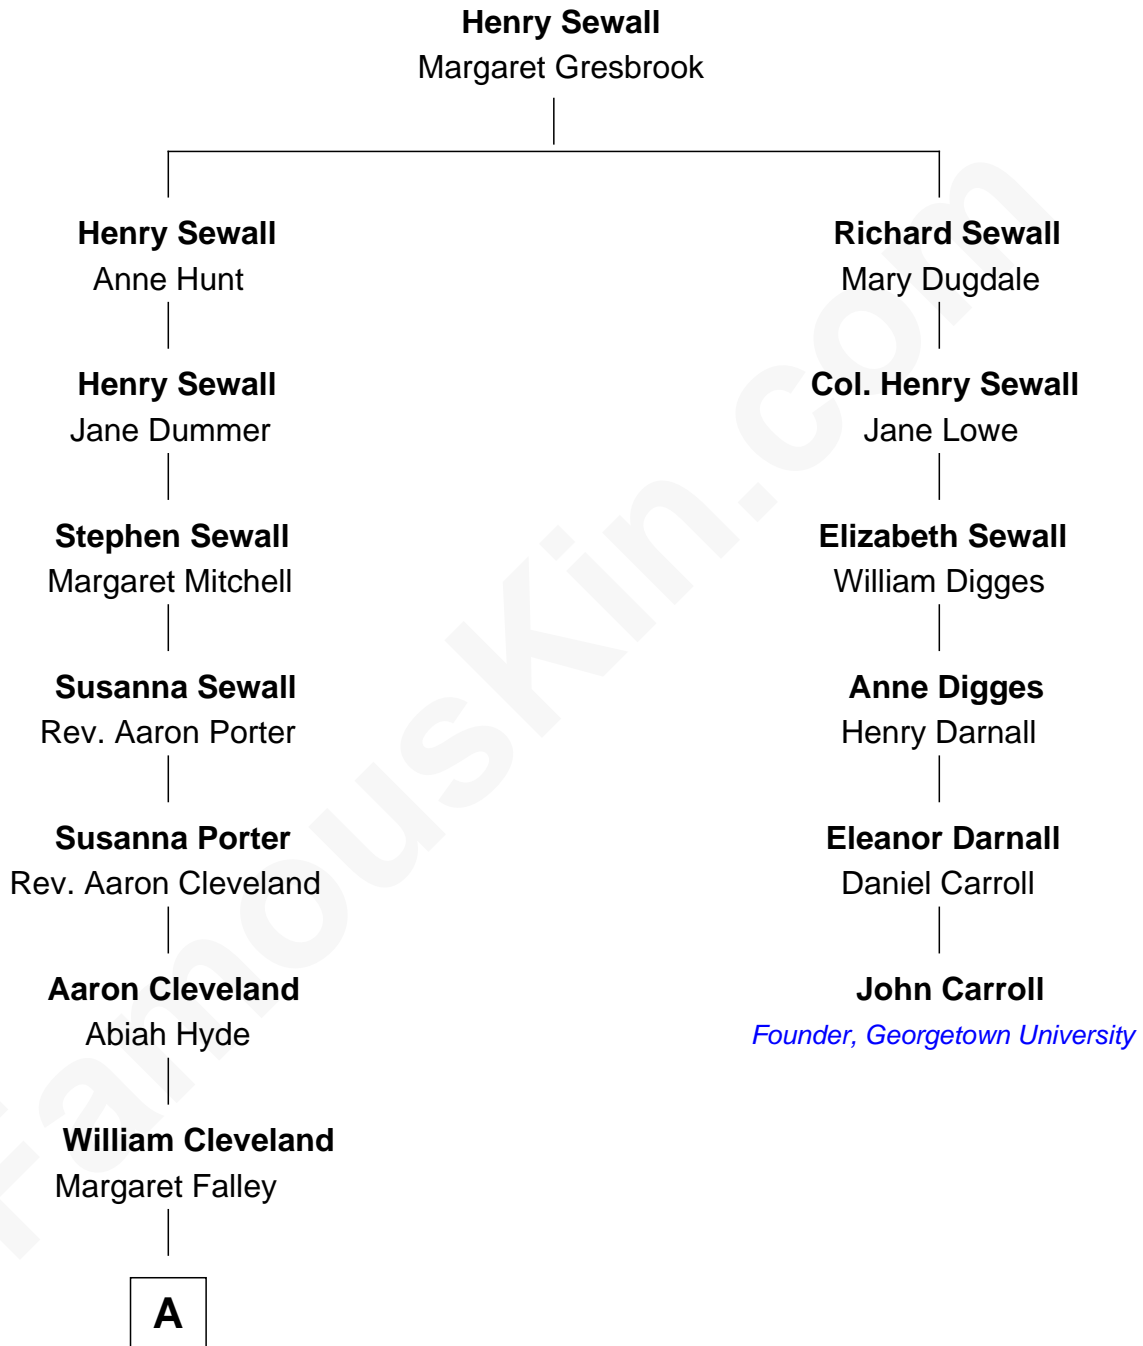 Henry Sewall
Margaret Gresbrook
Henry Sewall
Anne Hunt
Richard Sewall
Mary Dugdale
Henry Sewall
Jane Dummer
Col. Henry Sewall
Jane Lowe
Stephen Sewall
Margaret Mitchell
Elizabeth Sewall
William Digges
Susanna Sewall
Rev. Aaron Porter
Anne Digges
Henry Darnall
Susanna Porter
Rev. Aaron Cleveland
Eleanor Darnall
Daniel Carroll
Aaron Cleveland
Abiah Hyde
John Carroll
Founder, Georgetown University
William Cleveland
Margaret Falley
A
FamousKin.com